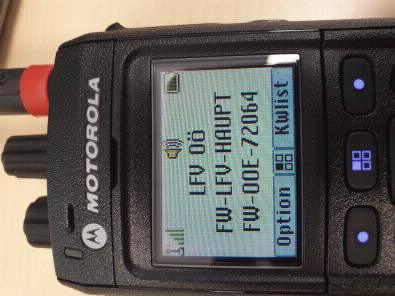 MOTOROLA
LFV OÖ
FW-LFV-HAUPT
FW-OOE-72064
Option Kwlist